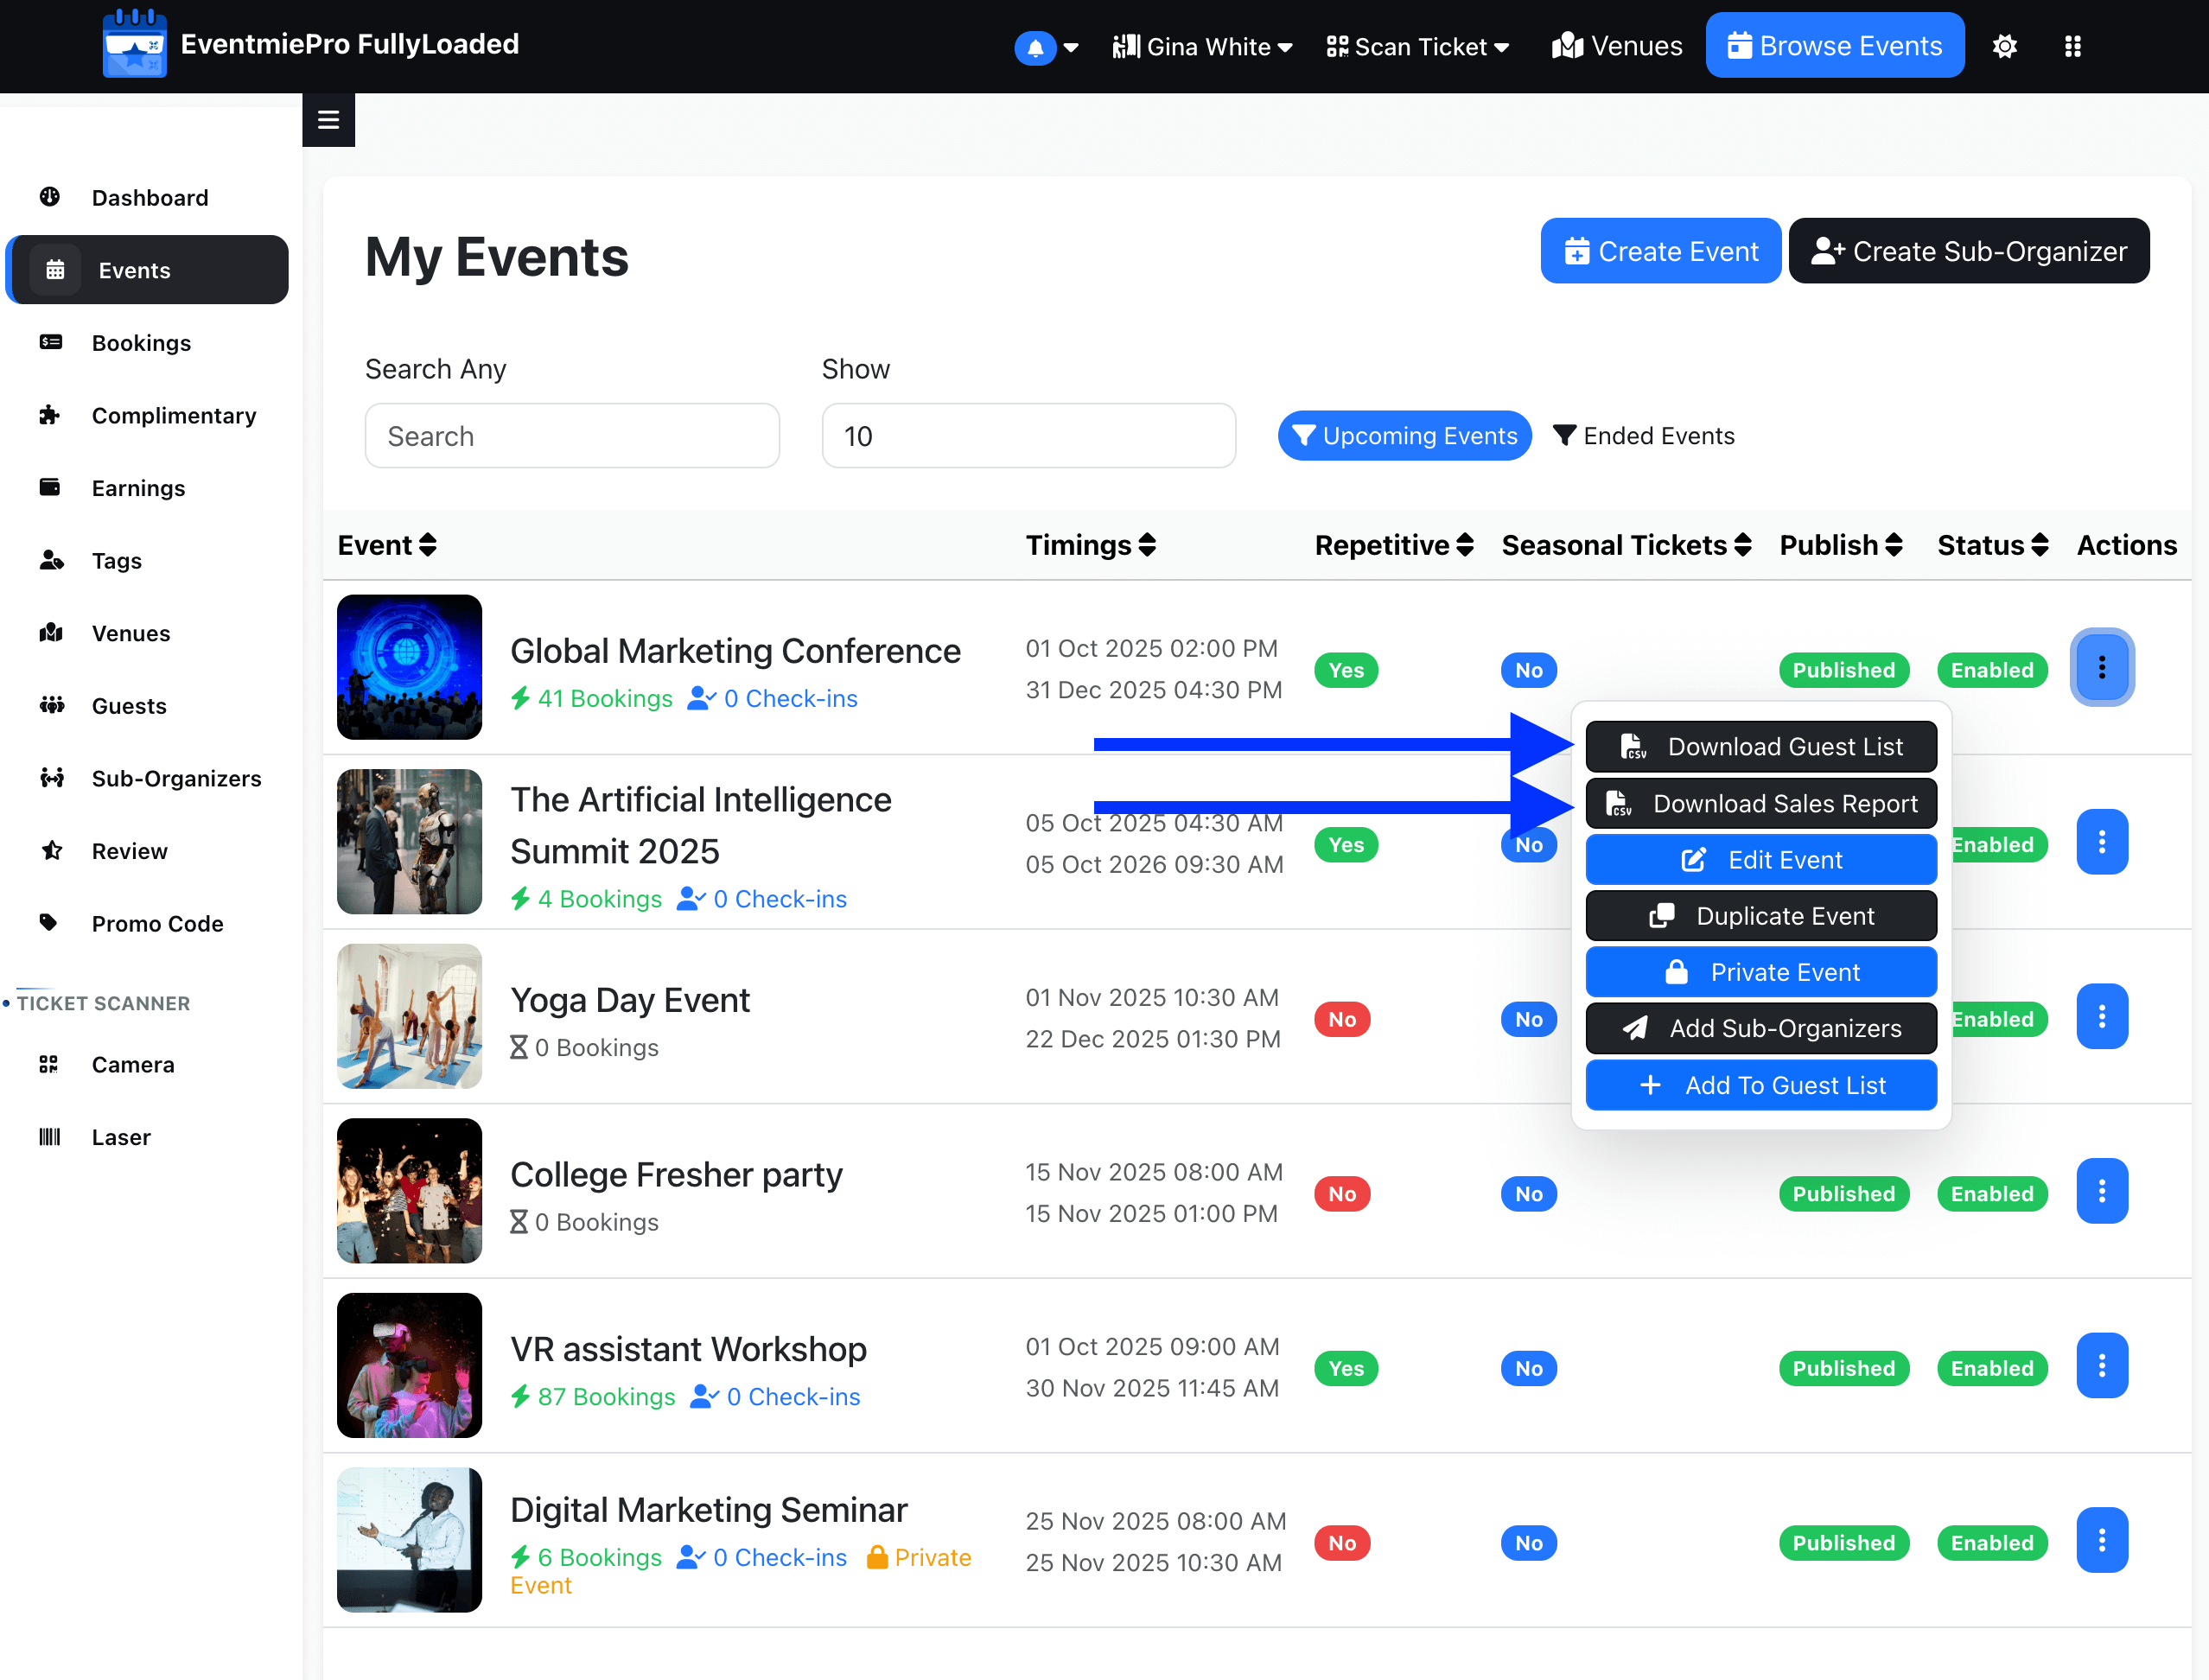 EventmiePro FullyLoaded
Gina White
Scan Ticket
Venues
Browse Events
Dashboard
Events
Bookings
Complimentary
Earnings
Tags
Venues
Guests
Sub-Organizers
Review
Promo Code
TICKET SCANNER
Camera
Laser
My Events
Create Event
Create Sub-Organizer
Search Any
Show
Search
10
Upcoming Events
Ended Events
Event Timings Repetitive Seasonal Tickets Publish Status Actions
Global Marketing Conference
41 Bookings 0 Check-ins
01 Oct 2025 02:00 PM
31 Dec 2025 04:30 PM
Yes
No
Published
Enabled
CSV Download Guest List
CSV Download Sales Report
Edit Event
Duplicate Event
Private Event
Add Sub-Organizers
Add To Guest List
The Artificial Intelligence
Summit 2025
4 Bookings 0 Check-ins
05 Oct 2025 04:30 AM
05 Oct 2026 09:30 AM
Yes
No
Enabled
Yoga Day Event
0 Bookings
01 Nov 2025 10:30 AM
22 Dec 2025 01:30 PM
No
No
Enabled
College Fresher party
0 Bookings
15 Nov 2025 08:00 AM
15 Nov 2025 01:00 PM
No
No
Published
Enabled
VR assistant Workshop
87 Bookings 0 Check-ins
01 Oct 2025 09:00 AM
30 Nov 2025 11:45 AM
Yes
No
Published
Enabled
Digital Marketing Seminar
6 Bookings 0 Check-ins Private
Event
25 Nov 2025 08:00 AM
25 Nov 2025 10:30 AM
No
No
Published
Enabled